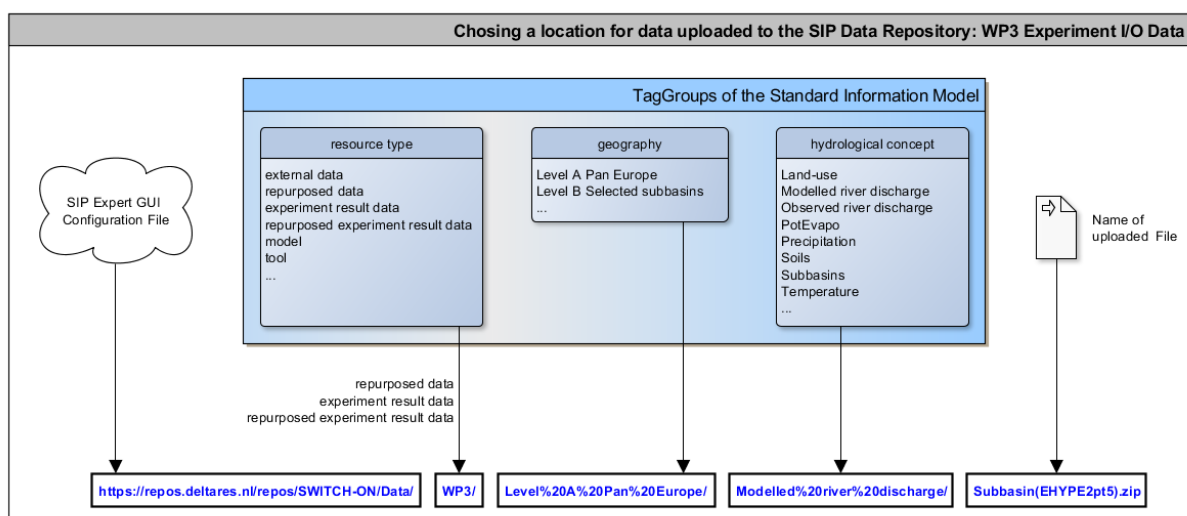 Chosing a location for data uploaded to the SIP Data Repository: WP3 Experiment I/O Data
TagGroups of the Standard Information Model
resource type
external data
repurposed data
experiment result data
repurposed experiment result data
model
tool
...
geography
Level A Pan Europe
Level B Selected subbasins
...
hydrological concept
Land-use
Modelled river discharge
Observed river discharge
PotEvapo
Precipitation
Soils
Subbasins
Temperature
...
SIP Expert GUI
Configuration File
Name of
uploaded File
repurposed data
experiment result data
repurposed experiment result data
https://repos.deltares.nl/repos/SWITCH-ON/Data/
WP3/
Level%20A%20Pan%20Europe/
Modelled%20river%20discharge/
Subbasin(EHYPE2pt5).zip